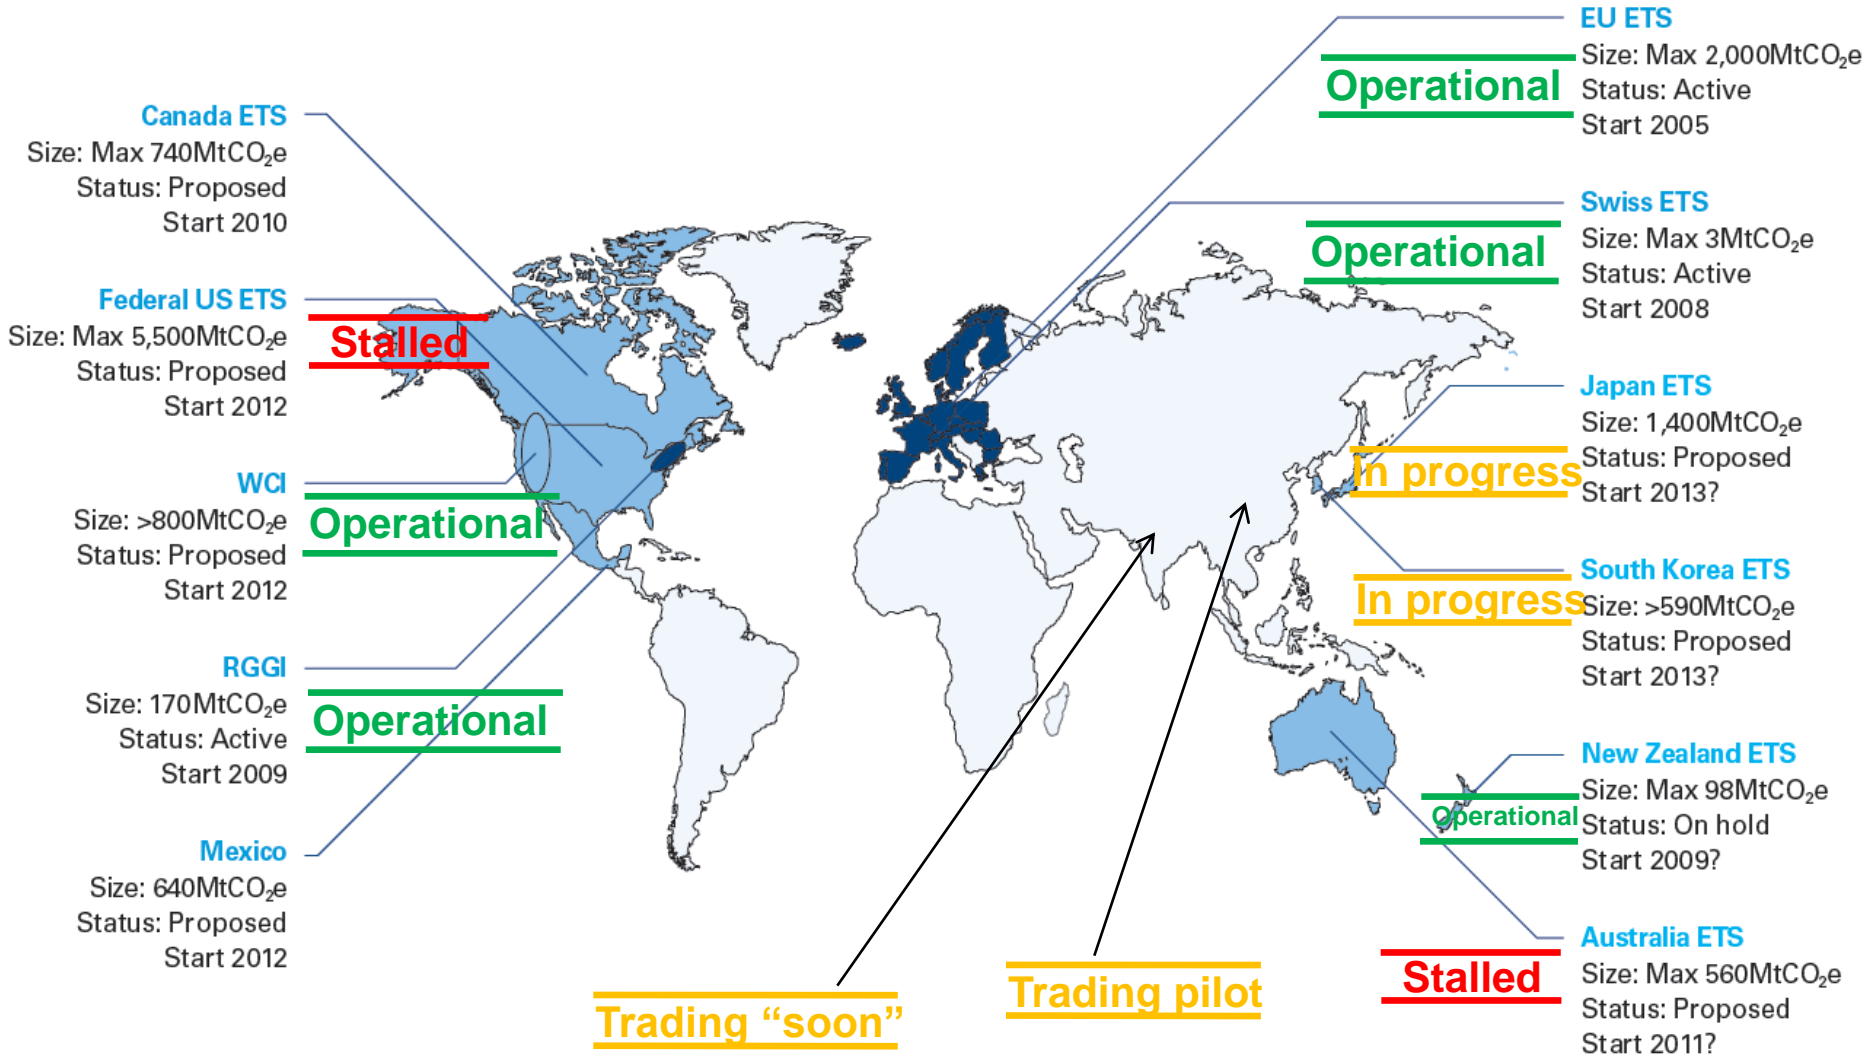 Canada ETS
Size: Max 740MtCO₂e
Status: Proposed
Start 2010
Federal US ETS
Size: Max 5,500MtCO₂e
Status: Proposed
Start 2012
Stalled
WCI
Size: >800MtCO₂e
Status: Proposed
Start 2012
Operational
RGGI
Size: 170MtCO₂e
Status: Active
Start 2009
Operational
Mexico
Size: 640MtCO₂e
Status: Proposed
Start 2012
EU ETS
Size: Max 2,000MtCO₂e
Status: Active
Start 2005
Operational
Swiss ETS
Size: Max 3MtCO₂e
Status: Active
Start 2008
Operational
Japan ETS
Size: 1,400MtCO₂e
Status: Proposed
Start 2013?
In progress
South Korea ETS
Size: >590MtCO₂e
Status: Proposed
Start 2013?
In progress
New Zealand ETS
Size: Max 98MtCO₂e
Status: On hold
Start 2009?
Operational
Australia ETS
Size: Max 560MtCO₂e
Status: Proposed
Start 2011?
Stalled
Trading “soon”
Trading pilot